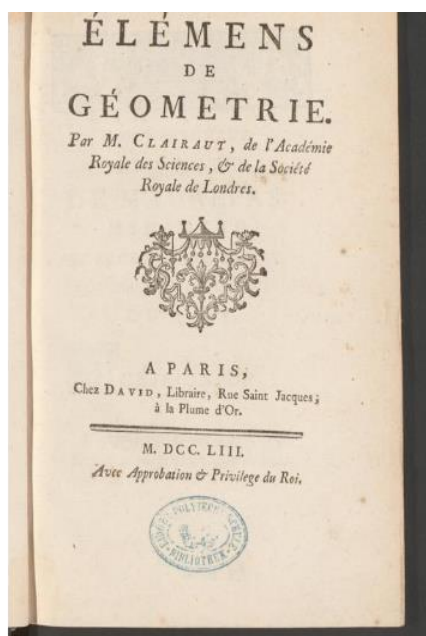 ÉLÉMENS
DE
GÉOMETRIE.
Par M. CLAIRAUT, de l'Académie
Royale des Sciences, & de la Société
Royale de Londres.
A PARIS,
Chez DAVID, Libraire, Rue Saint Jacques;
à la Plume d'Or.
M. DCC. LIII.
Avec Approbation & Privilege du Roi.
BIBLIOTHEK